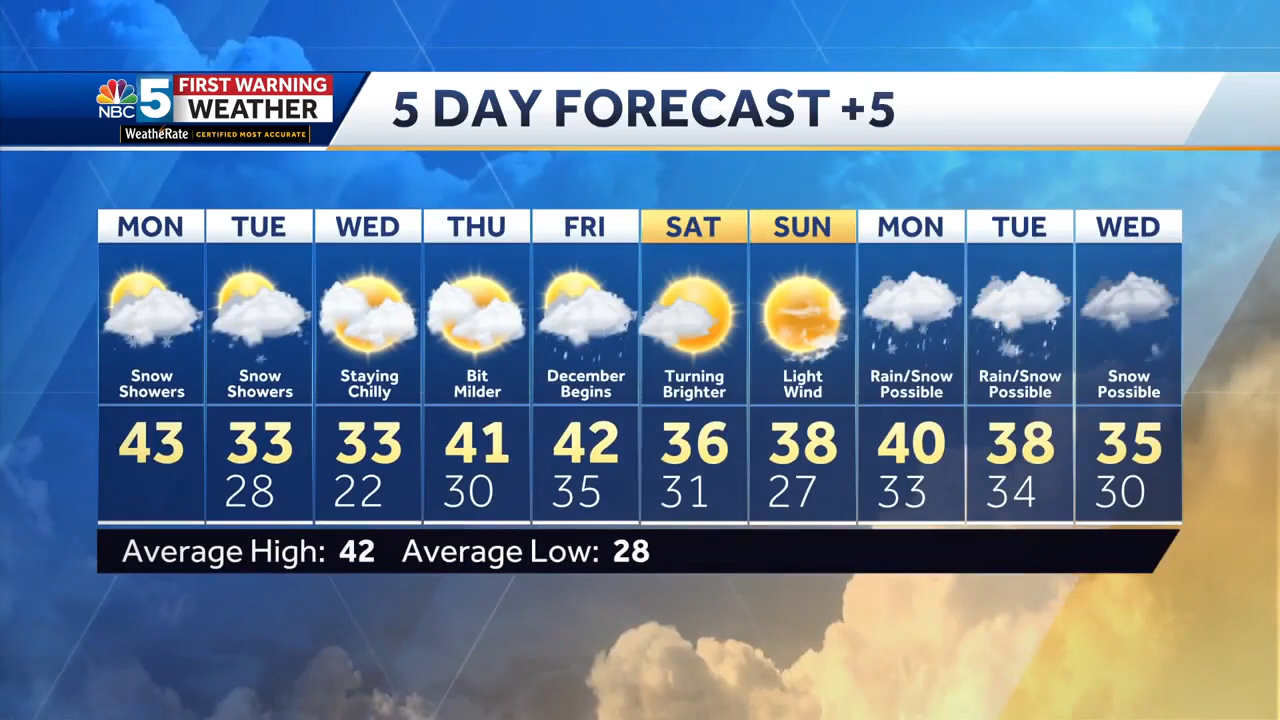 NBC 5 FIRST WARNING WEATHER
WeatheRate CERTIFIED MOST ACCURATE
5 DAY FORECAST +5
MON TUE WED THU FRI SAT SUN MON TUE WED
Snow Snow Staying Bit December Turning Light Rain/Snow Rain/Snow Snow
Showers Showers Chilly Milder Begins Brighter Wind Possible Possible Possible
43 33 33 41 42 36 38 40 38 35
28 22 30 35 31 27 33 34 30
Average High: 42 Average Low: 28